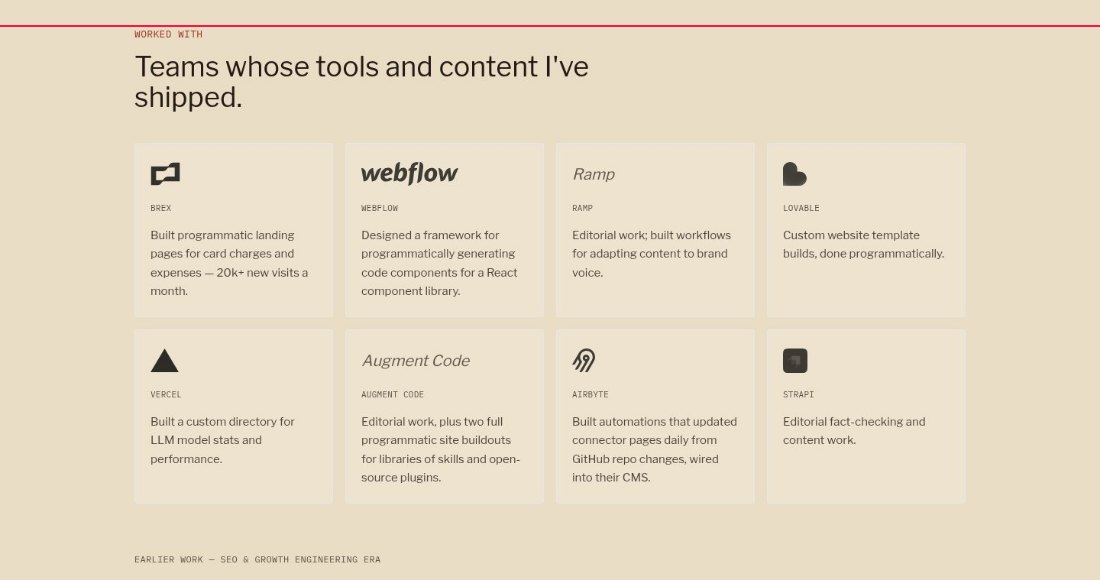 WORKED WITH
Teams whose tools and content I've
shipped.
BREX
Built programmatic landing
pages for card charges and
expenses — 20k+ new visits a
month.
webflow
WEBFLOW
Designed a framework for
programmatically generating
code components for a React
component library.
Ramp
RAMP
Editorial work; built workflows
for adapting content to brand
voice.
LOVABLE
Custom website template
builds, done programmatically.
VERCEL
Built a custom directory for
LLM model stats and
performance.
Augment Code
AUGMENT CODE
Editorial work, plus two full
programmatic site buildouts
for libraries of skills and open-
source plugins.
AIRBYTE
Built automations that updated
connector pages daily from
GitHub repo changes, wired
into their CMS.
STRAPI
Editorial fact-checking and
content work.
EARLIER WORK — SEO & GROWTH ENGINEERING ERA